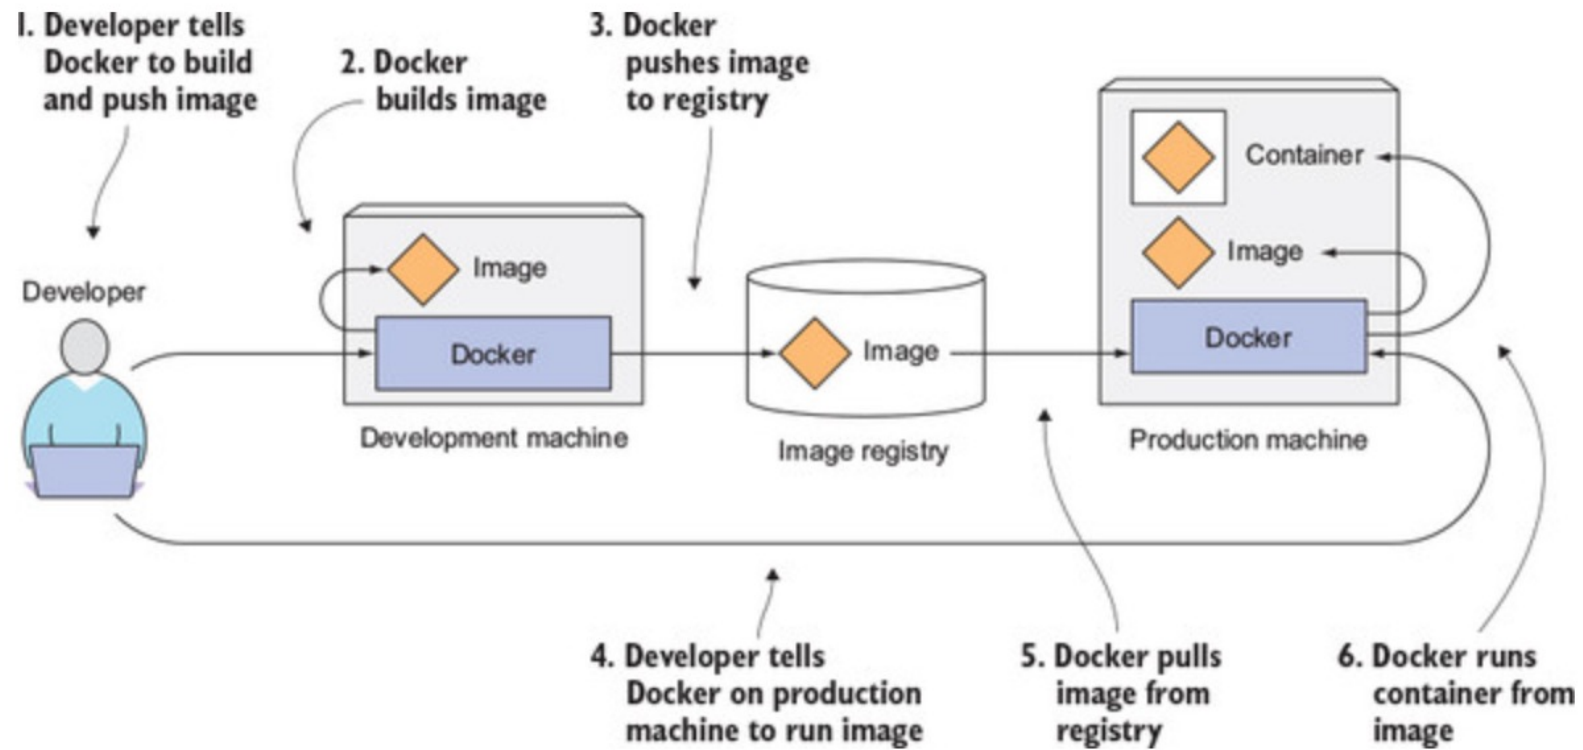 1. Developer tells
Docker to build
and push image
2. Docker
builds image
3. Docker
pushes image
to registry
Developer
Image
Docker
Development machine
Image
Image registry
Container
Image
Docker
Production machine
4. Developer tells
Docker on production
machine to run image
5. Docker pulls
image from
registry
6. Docker runs
container from
image